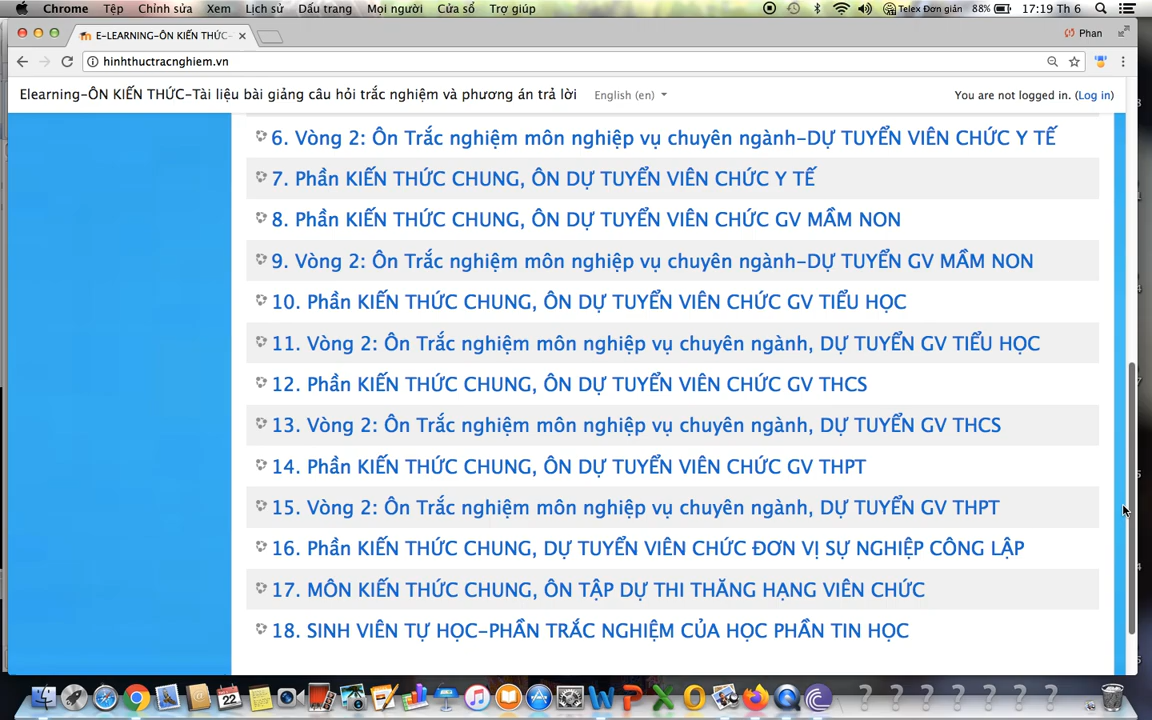 Chrome Tệp Chỉnh sửa Xem Lịch sử Dấu trang Mọi người Cửa sổ Trợ giúp Telex Đơn giản 88% 17:19 Th 6
E-LEARNING-ÔN KIẾN THỨC- Phan
hinhthuctracnghiem.vn
Elearning-ÔN KIẾN THỨC-Tài liệu bài giảng câu hỏi trắc nghiệm và phương án trả lời English (en) You are not logged in. (Log in)
6. Vòng 2: Ôn Trắc nghiệm môn nghiệp vụ chuyên ngành-DỰ TUYỂN VIÊN CHỨC Y TẾ
7. Phần KIẾN THỨC CHUNG, ÔN DỰ TUYỂN VIÊN CHỨC Y TẾ
8. Phần KIẾN THỨC CHUNG, ÔN DỰ TUYỂN VIÊN CHỨC GV MẦM NON
9. Vòng 2: Ôn Trắc nghiệm môn nghiệp vụ chuyên ngành-DỰ TUYỂN GV MẦM NON
10. Phần KIẾN THỨC CHUNG, ÔN DỰ TUYỂN VIÊN CHỨC GV TIỂU HỌC
11. Vòng 2: Ôn Trắc nghiệm môn nghiệp vụ chuyên ngành, DỰ TUYỂN GV TIỂU HỌC
12. Phần KIẾN THỨC CHUNG, ÔN DỰ TUYỂN VIÊN CHỨC GV THCS
13. Vòng 2: Ôn Trắc nghiệm môn nghiệp vụ chuyên ngành, DỰ TUYỂN GV THCS
14. Phần KIẾN THỨC CHUNG, ÔN DỰ TUYỂN VIÊN CHỨC GV THPT
15. Vòng 2: Ôn Trắc nghiệm môn nghiệp vụ chuyên ngành, DỰ TUYỂN GV THPT
16. Phần KIẾN THỨC CHUNG, DỰ TUYỂN VIÊN CHỨC ĐƠN VỊ SỰ NGHIỆP CÔNG LẬP
17. MÔN KIẾN THỨC CHUNG, ÔN TẬP DỰ THI THĂNG HẠNG VIÊN CHỨC
18. SINH VIÊN TỰ HỌC-PHẦN TRẮC NGHIỆM CỦA HỌC PHẦN TIN HỌC